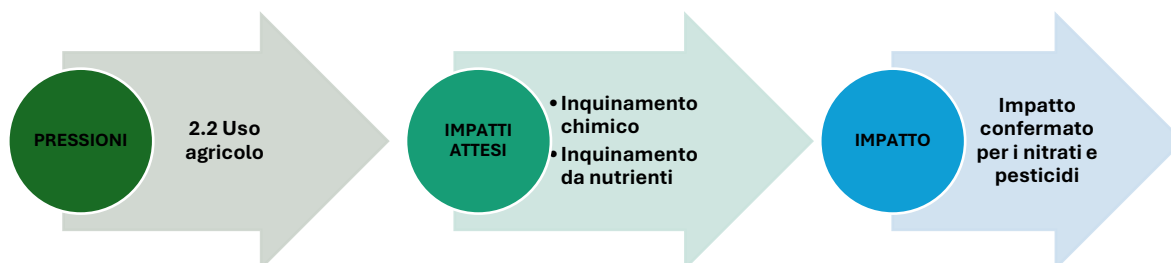 PRESSIONI
2.2 Uso
agricolo
IMPATTI
ATTESI
• Inquinamento
chimico
• Inquinamento
da nutrienti
IMPATTO
Impatto
confermato
per i nitrati e
pesticidi